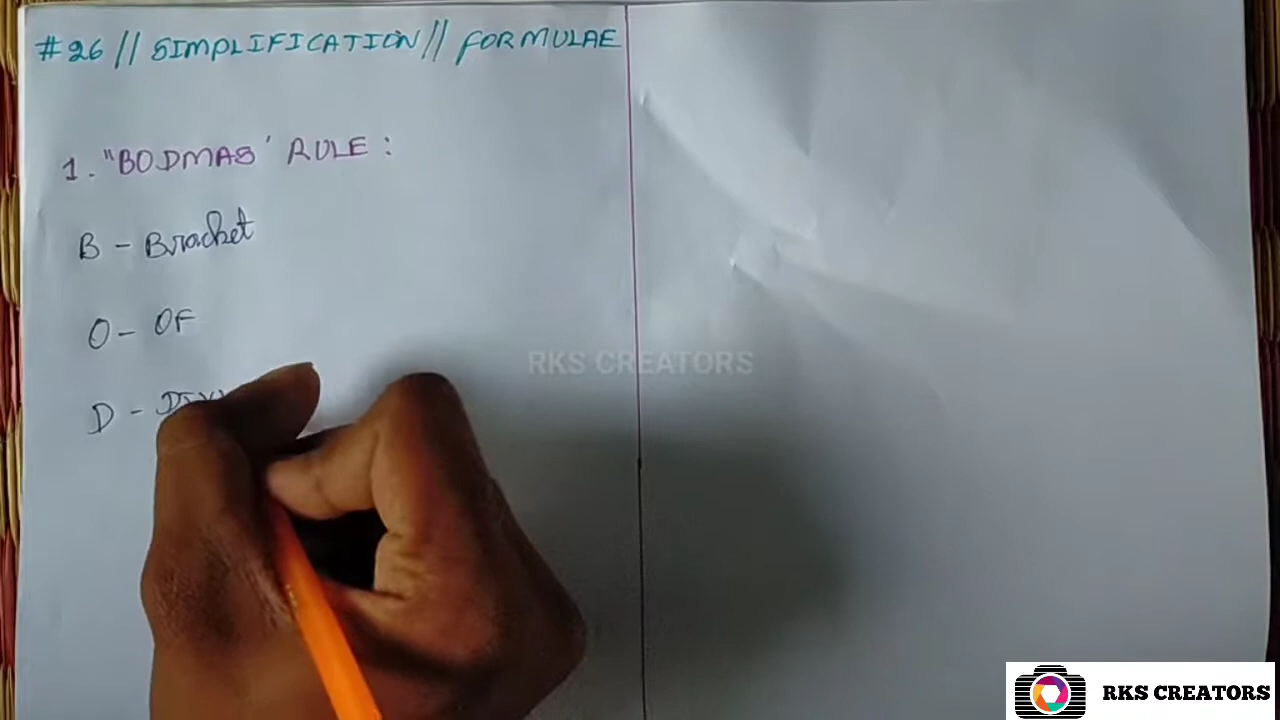 #26 // SIMPLIFICATION // FORMULAE
1. "BODMAS' RULE :
B - Bracket
O - OF
D -
RKS CREATORS
RKS CREATORS